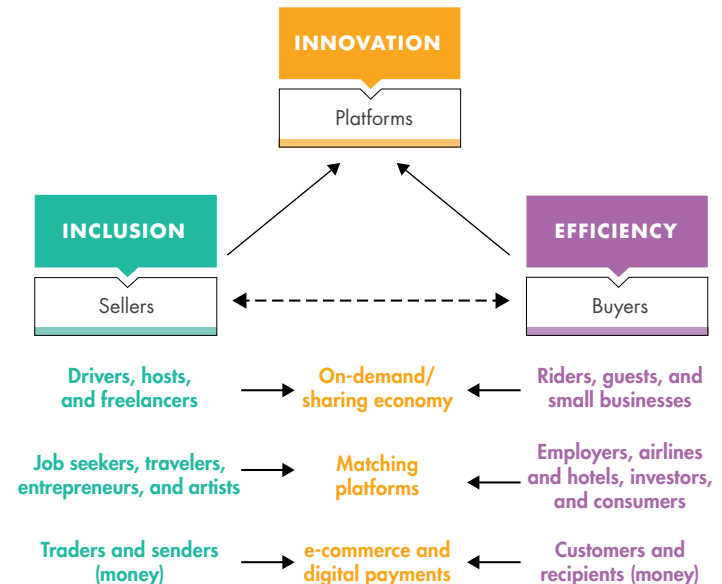 INNOVATION
Platforms
INCLUSION
EFFICIENCY
Sellers
Buyers
Drivers, hosts,
and freelancers
On-demand/
sharing economy
Riders, guests, and
small businesses
Job seekers, travelers,
entrepreneurs, and artists
Matching
platforms
Employers, airlines
and hotels, investors,
and consumers
Traders and senders
(money)
e-commerce and
digital payments
Customers and
recipients (money)